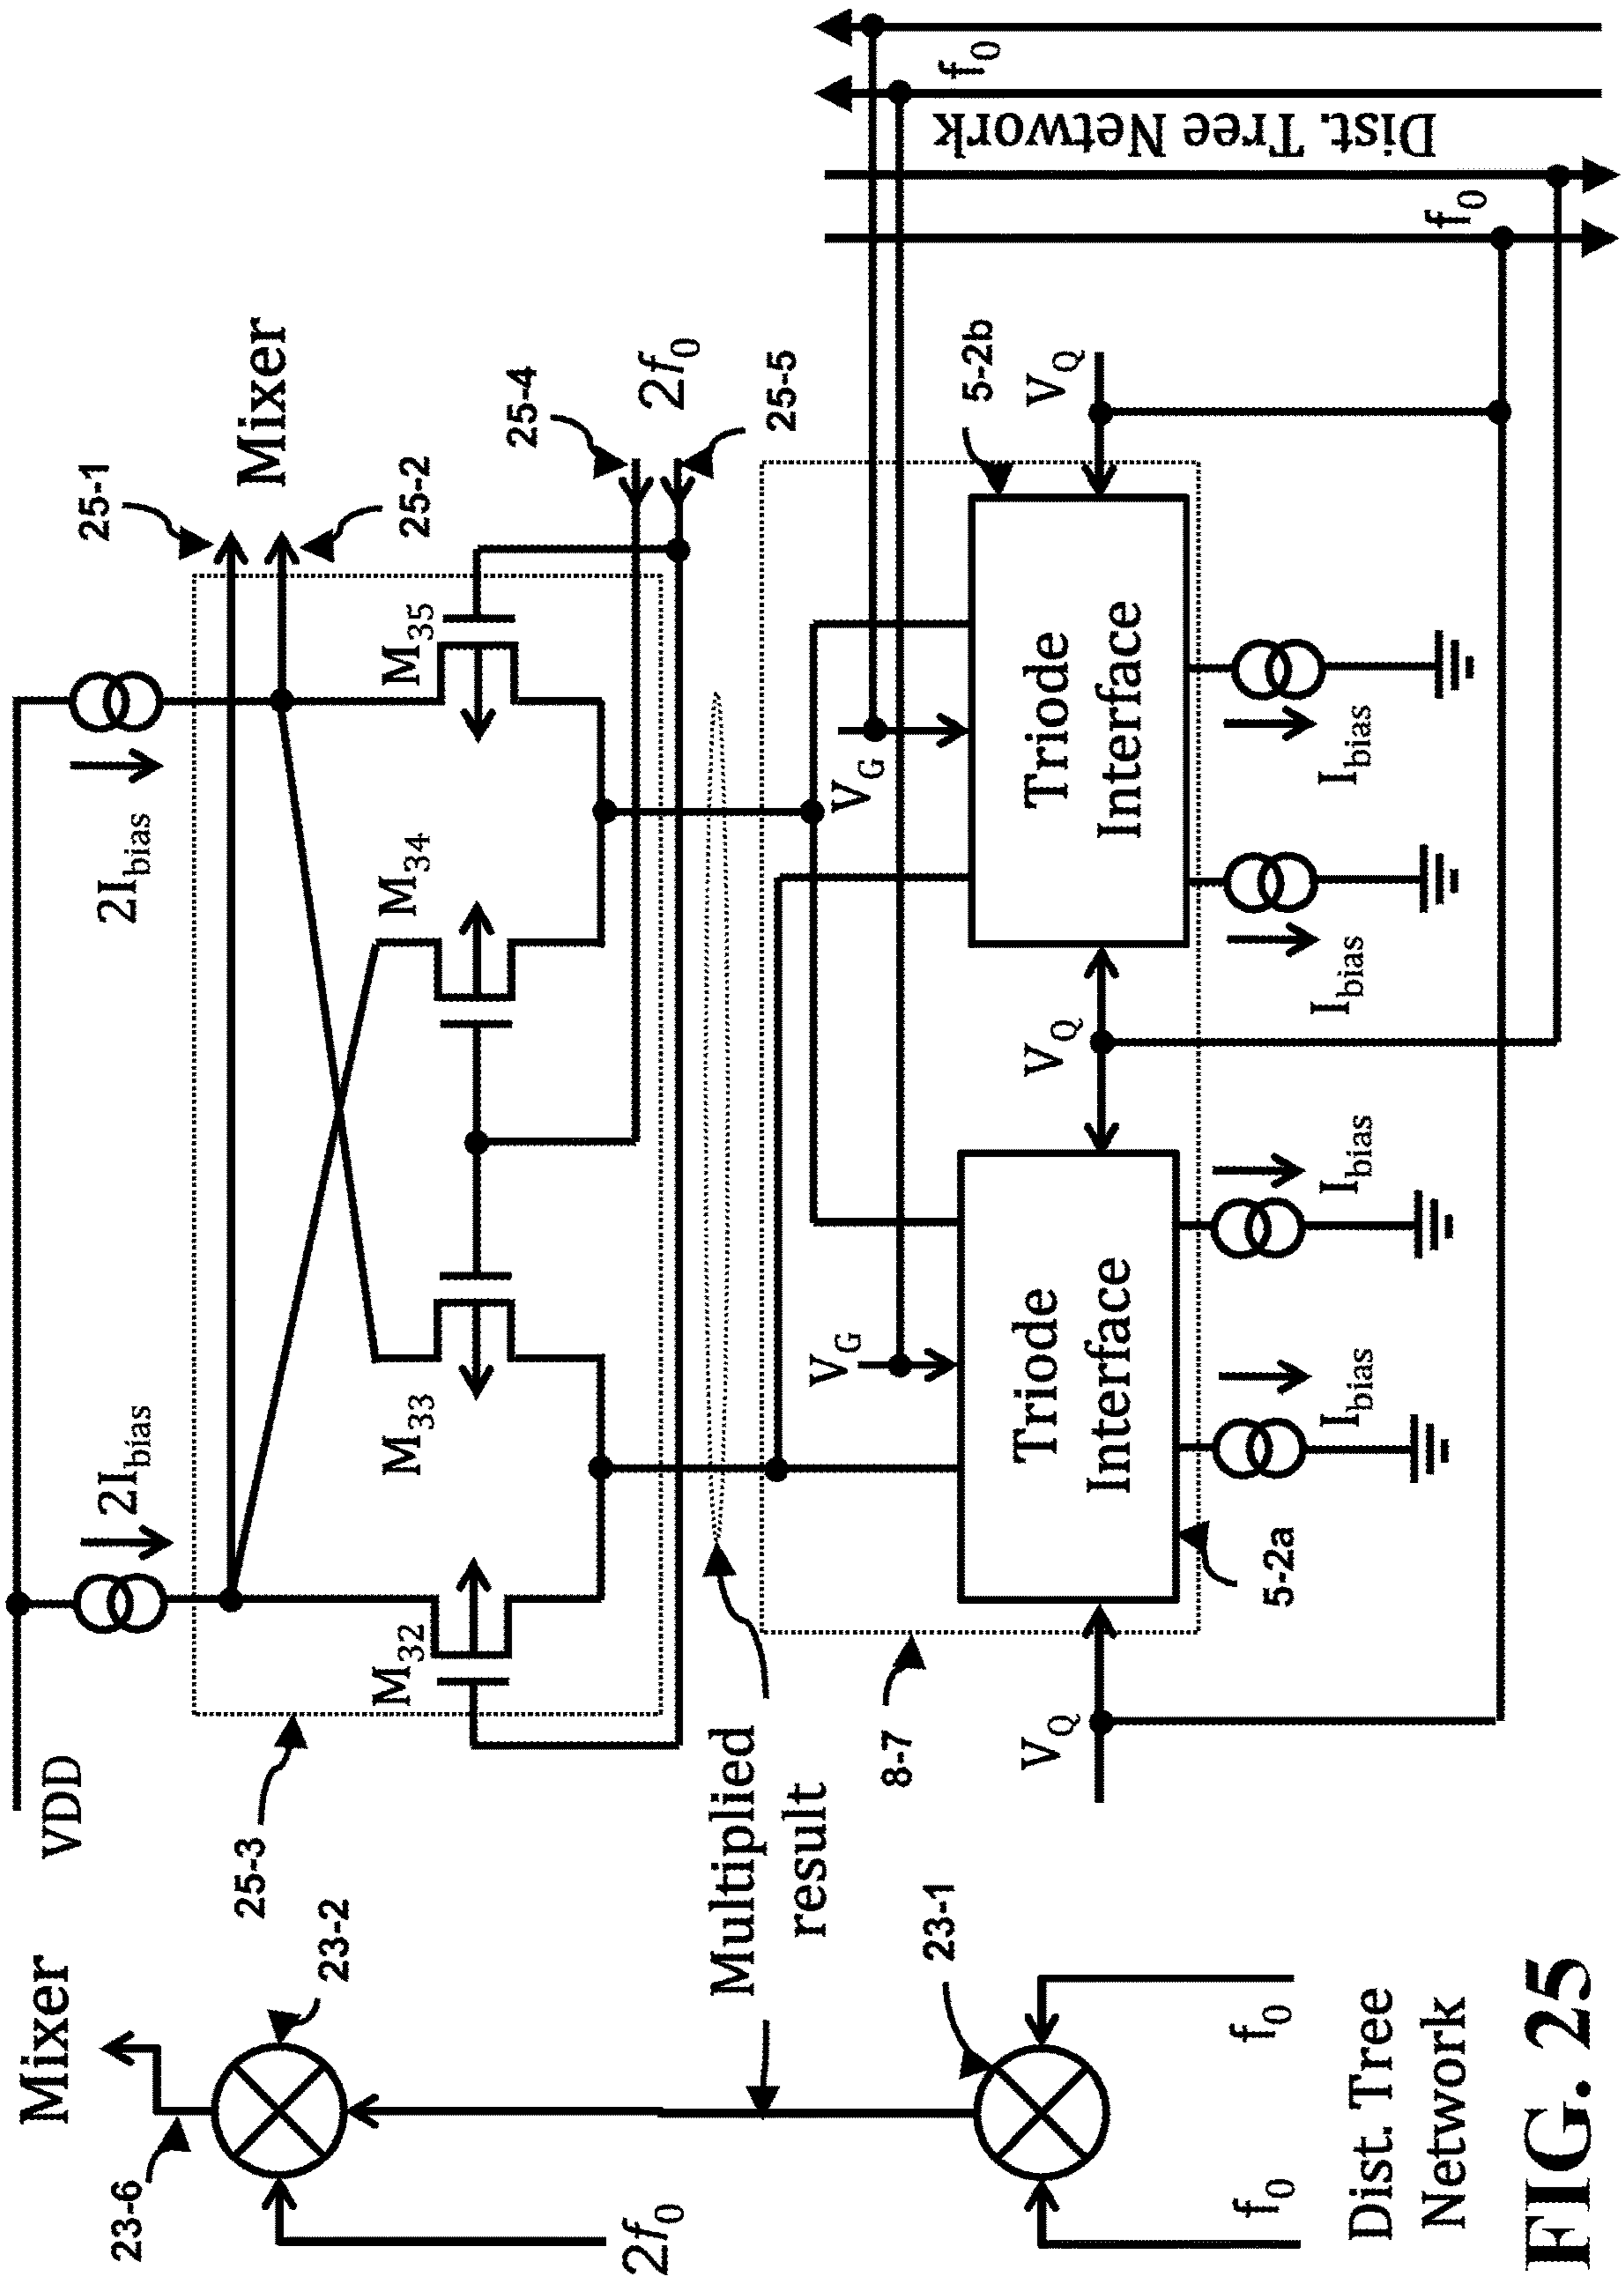 Mixer
23-6
23-2
2f0
Multiplied
result
23-1
f0
f0
Dist. Tree
Network
VDD
25-3
2Ibias
2Ibias
25-1
Mixer
25-2
M32
M33
M34
M35
25-4
2f0
25-5
8-7
VG
VG
5-2b
VQ
Triode
Interface
VQ
Triode
Interface
VQ
5-2a
Ibias
Ibias
Ibias
Ibias
f0
Dist. Tree Network
f0
FIG. 25